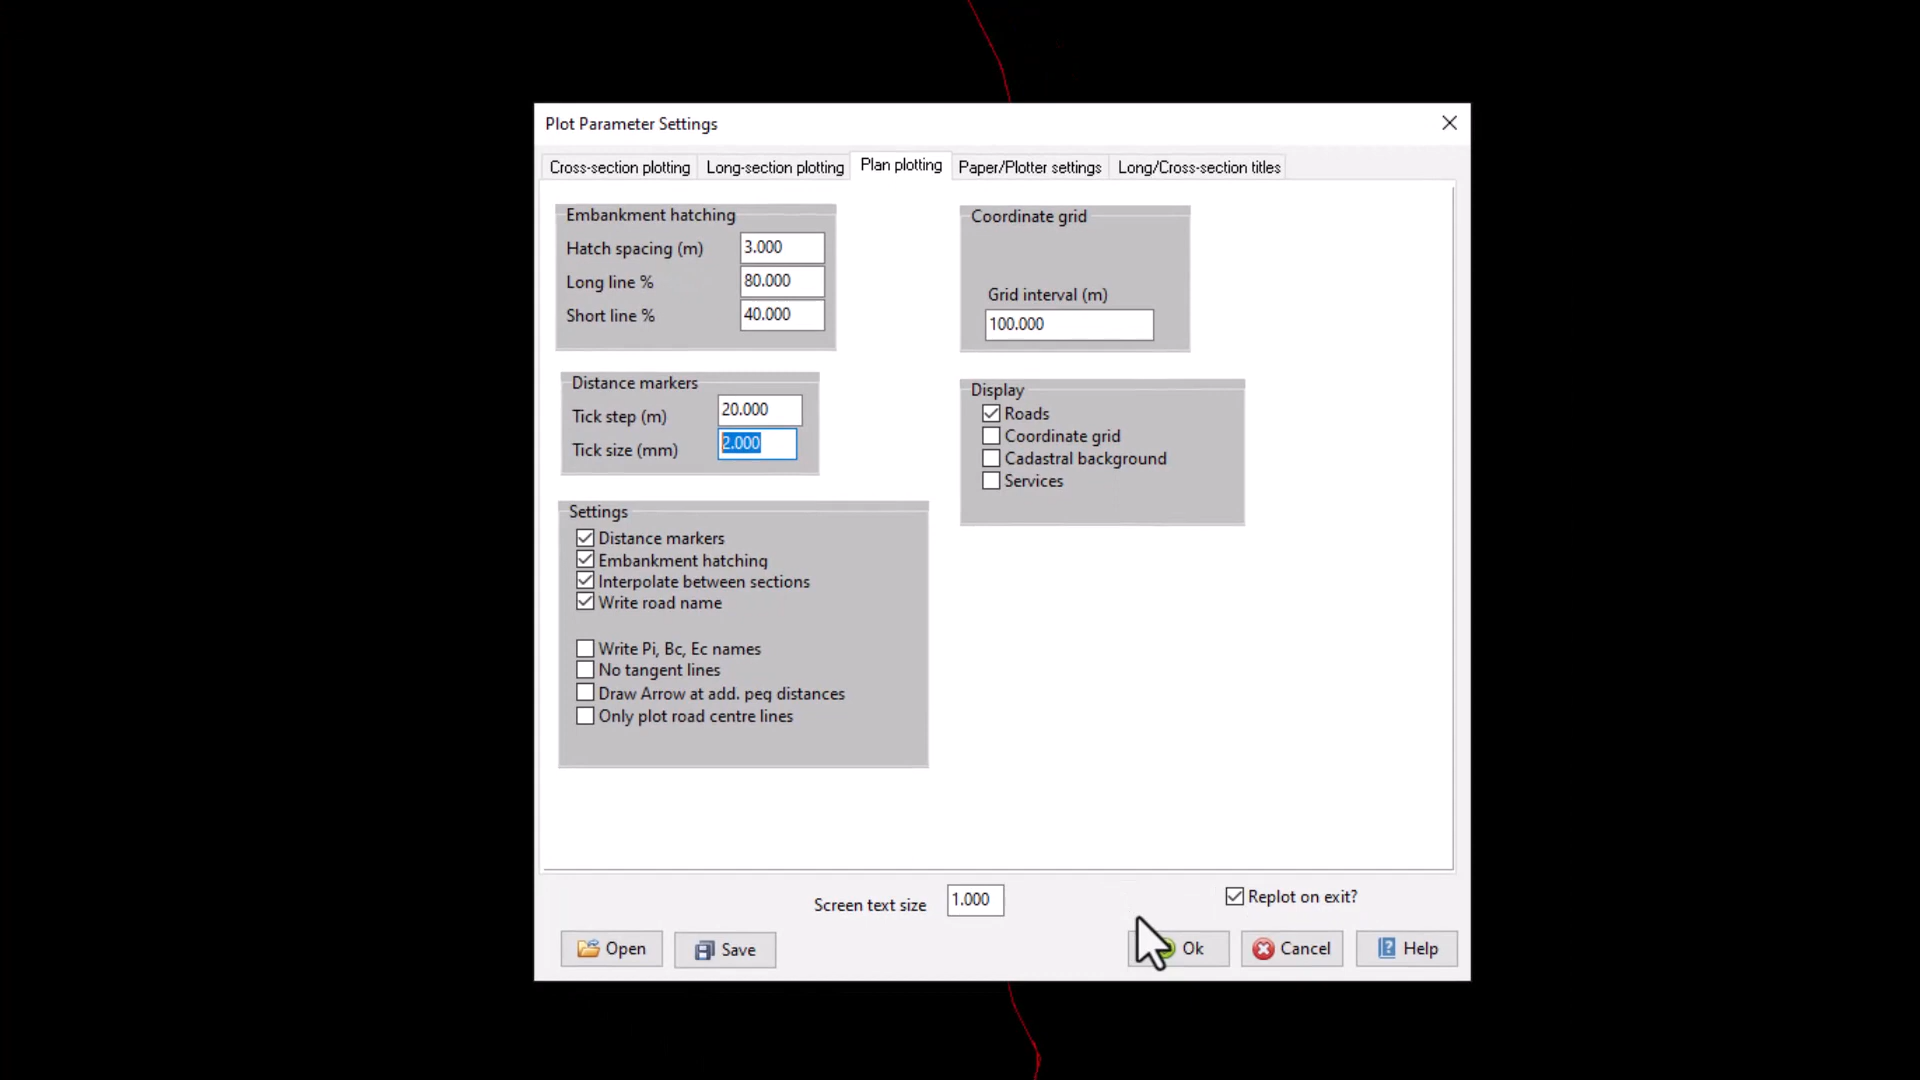 Plot Parameter Settings
Cross-section plotting
Long-section plotting
Plan plotting
Paper/Plotter settings
Long/Cross-section titles
Embankment hatching
Hatch spacing (m) 3.000
Long line % 80.000
Short line % 40.000
Coordinate grid
Grid interval (m)
100.000
Distance markers
Tick step (m) 20.000
Tick size (mm) 2.000
Display
Roads
Coordinate grid
Cadastral background
Services
Settings
Distance markers
Embankment hatching
Interpolate between sections
Write road name
Write Pi, Bc, Ec names
No tangent lines
Draw Arrow at add. peg distances
Only plot road centre lines
Screen text size 1.000
Replot on exit?
Open
Save
Ok
Cancel
Help